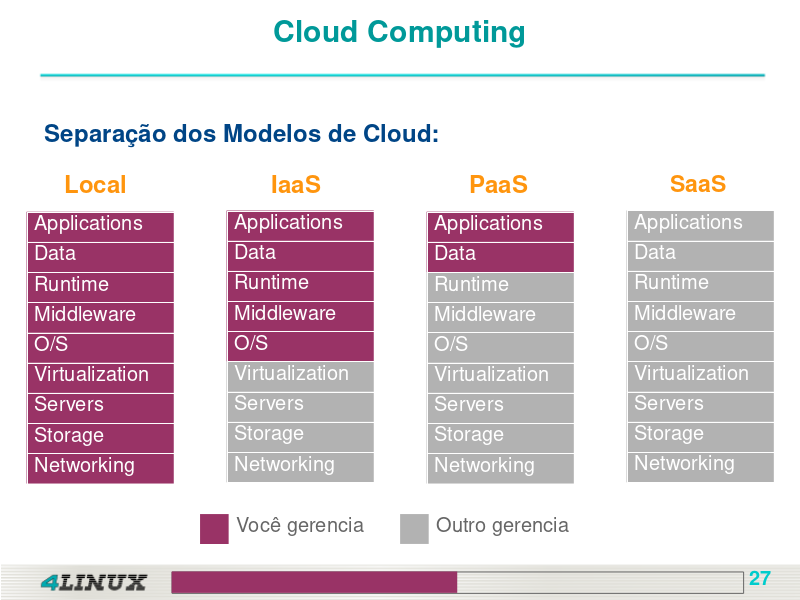 Cloud Computing
Separação dos Modelos de Cloud:
Local
Applications
Data
Runtime
Middleware
O/S
Virtualization
Servers
Storage
Networking
IaaS
Applications
Data
Runtime
Middleware
O/S
Virtualization
Servers
Storage
Networking
PaaS
Applications
Data
Runtime
Middleware
O/S
Virtualization
Servers
Storage
Networking
SaaS
Applications
Data
Runtime
Middleware
O/S
Virtualization
Servers
Storage
Networking
Você gerencia
Outro gerencia
4LINUX
27